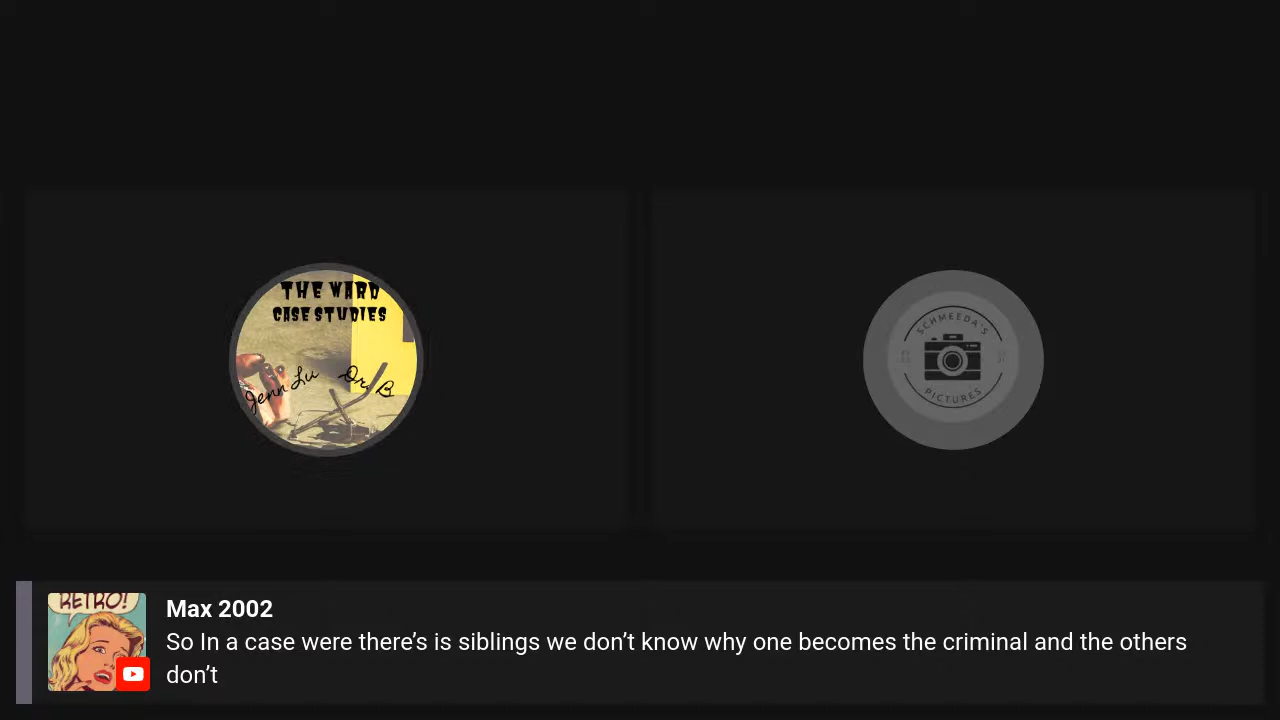 THE WARD
CASE STUDIES
Jenn Lu Dr. B
SCHMEEDA'S
PICTURES
RETRO!
Max 2002
So In a case were there’s is siblings we don’t know why one becomes the criminal and the others
don’t